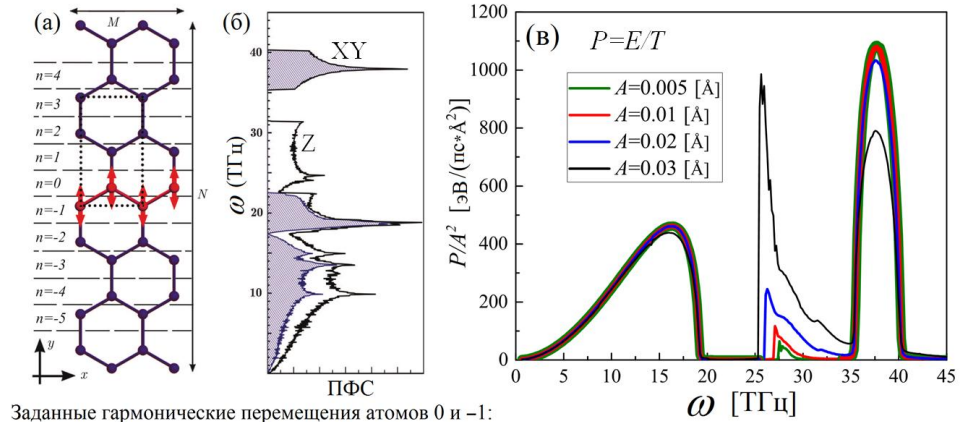 (а)
M
n=4
n=3
n=2
n=1
n=0
n=-1
n=-2
n=-3
n=-4
n=-5
N
y
x
(б)
40
30
20
10
ω (ТГц)
XY
Z
ПФС
(в)
P=E/T
A=0.005 [Å]
A=0.01 [Å]
A=0.02 [Å]
A=0.03 [Å]
P/A² [эВ/(пс*Å²)]
1200
1000
800
600
400
200
0
0 5 10 15 20 25 30 35 40 45
ω [ТГц]
Заданные гармонические перемещения атомов 0 и –1: